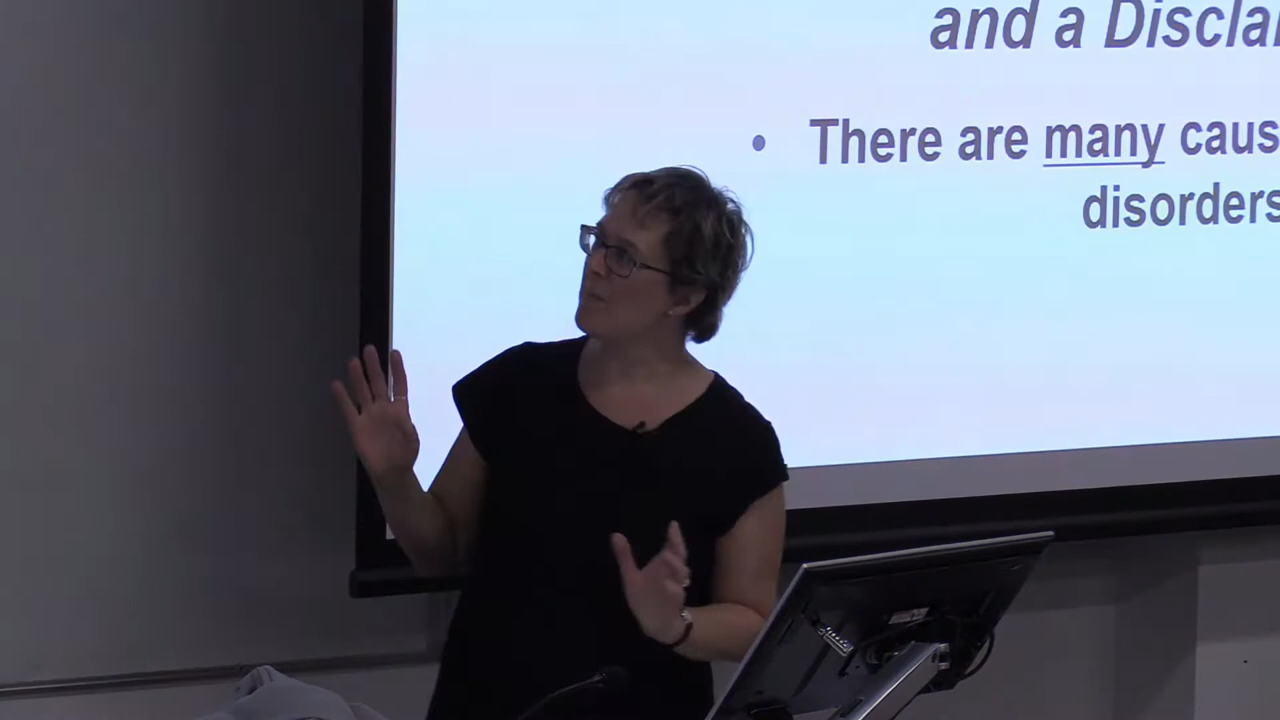 and a Discla
• There are many caus
disorders